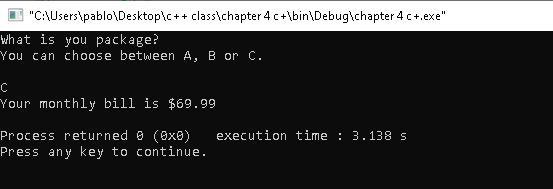 "C:\Users\pablo\Desktop\c++ class\chapter 4 c+\bin\Debug\chapter 4 c+.exe"
What is you package?
You can choose between A, B or C.
C
Your monthly bill is $69.99
Process returned 0 (0x0)   execution time : 3.138 s
Press any key to continue.